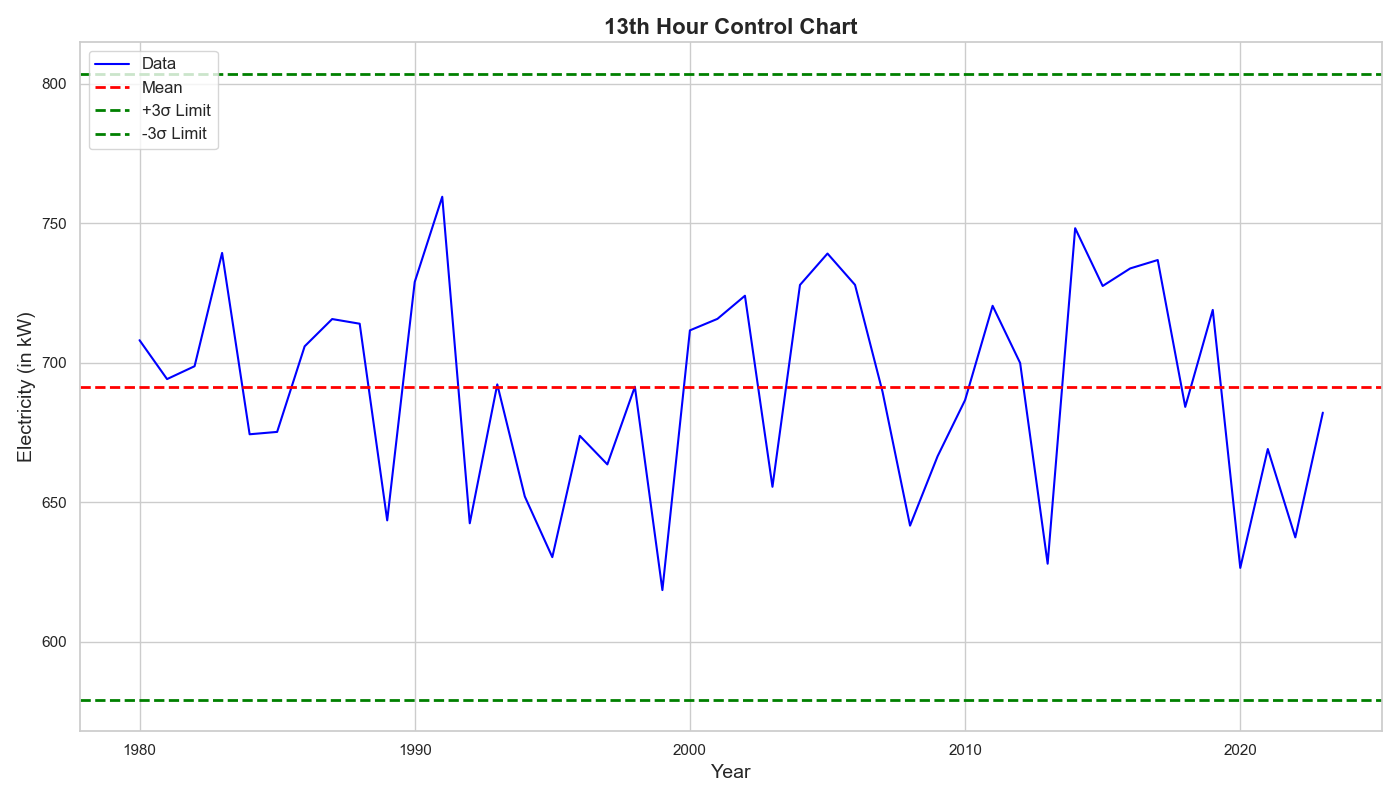 13th Hour Control Chart
Data
Mean
+3σ Limit
-3σ Limit
Electricity (in kW)
800
750
700
650
600
1980
1990
2000
2010
2020
Year